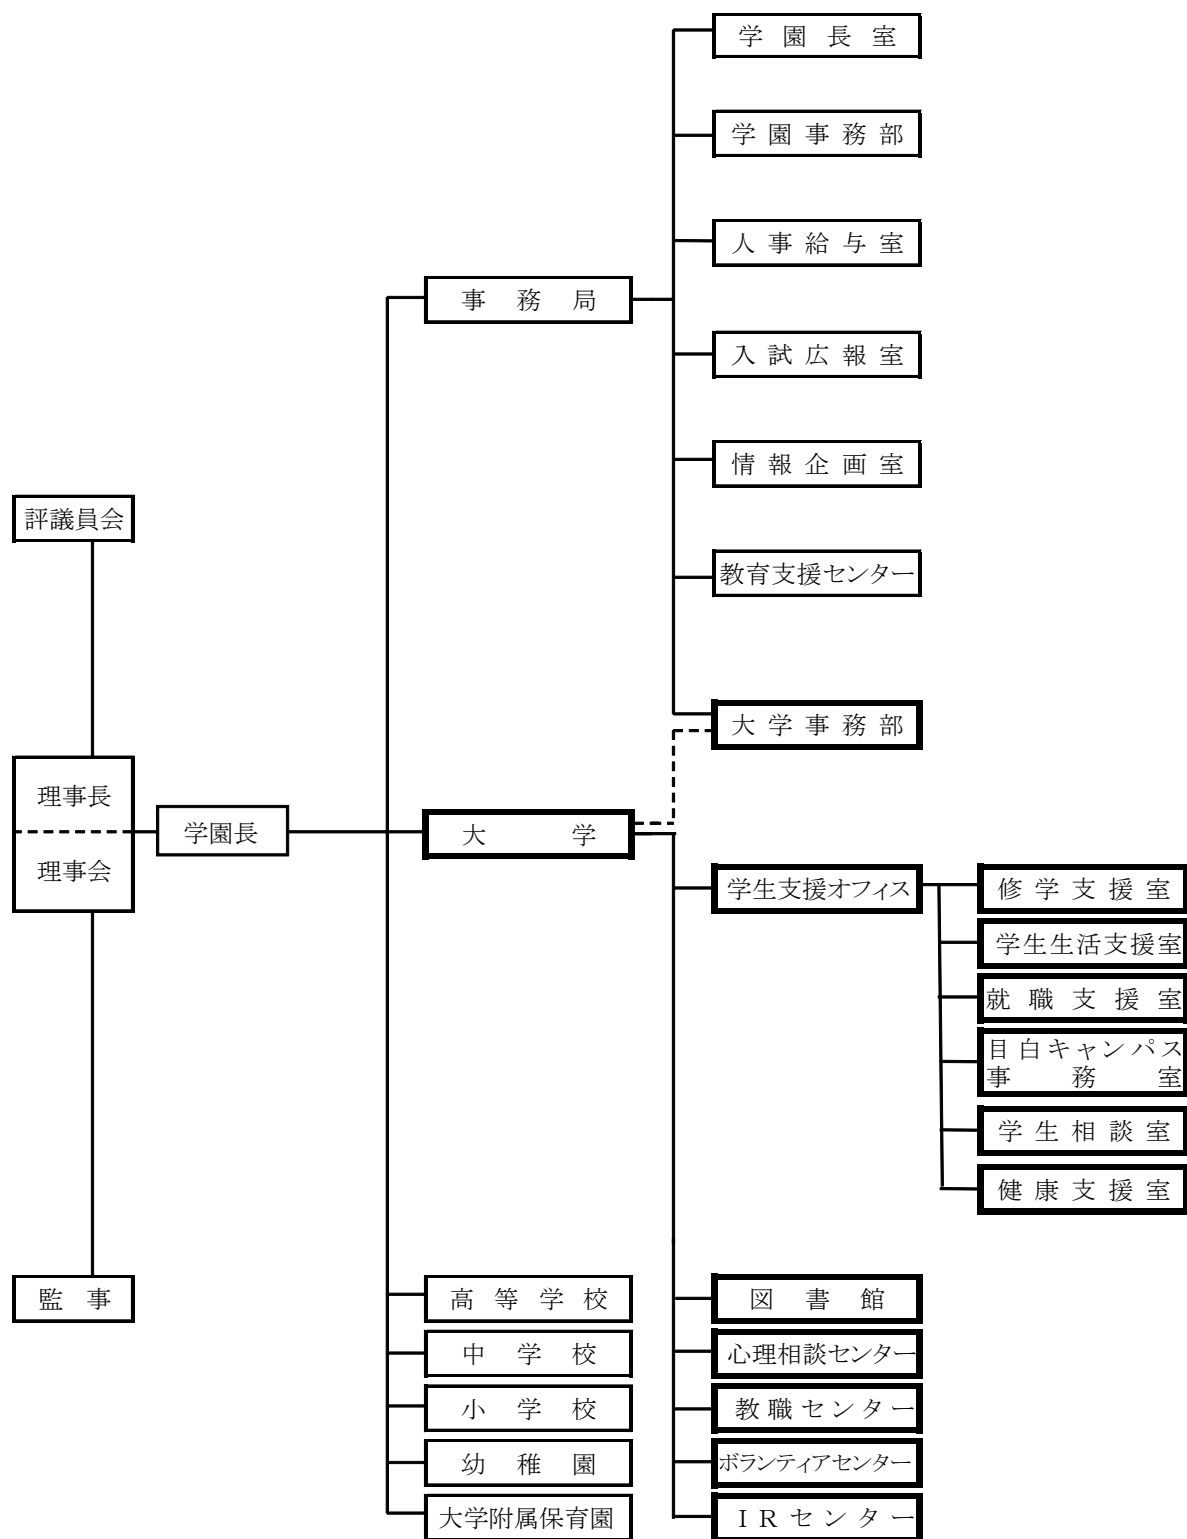 学園長室
学園事務部
人事給与室
事務局
入試広報室
情報企画室
評議員会
教育支援センター
大学事務部
理事長
理事会
学園長
大学
学生支援オフィス
修学支援室
学生生活支援室
就職支援室
目白キャンパス
事務室
学生相談室
健康支援室
監事
高等学校
中学校
小学校
幼稚園
大学附属保育園
図書館
心理相談センター
教職センター
ボランティアセンター
ＩＲセンター